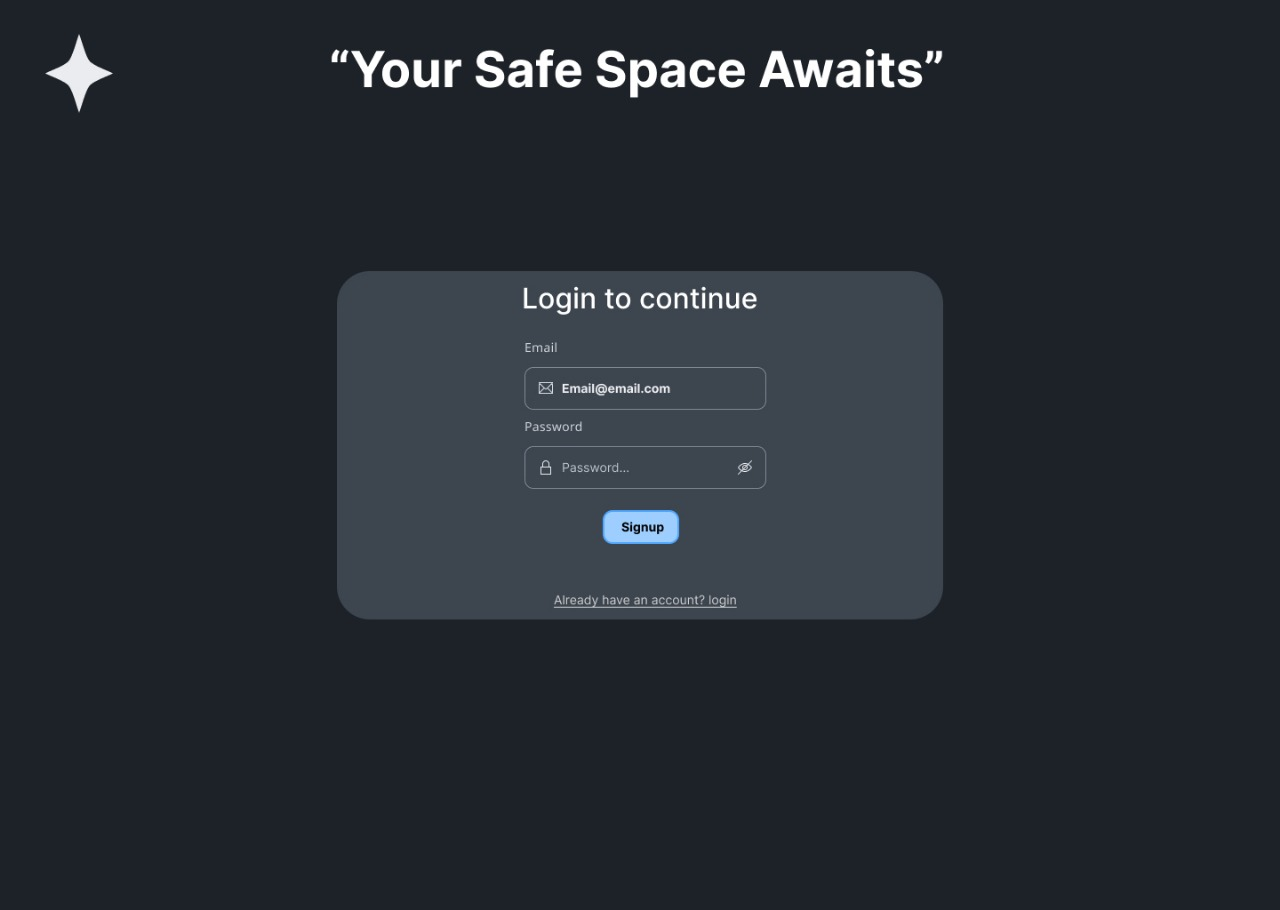 “Your Safe Space Awaits”
Login to continue
Email
Email@email.com
Password
Password...
Signup
Already have an account? login